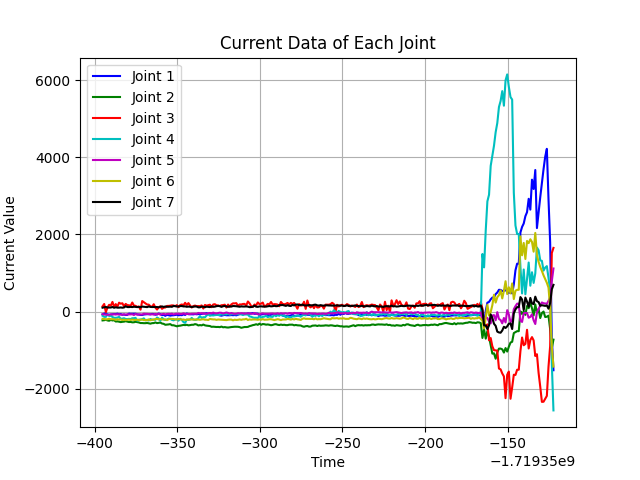 Current Data of Each Joint
Joint 1
Joint 2
Joint 3
Joint 4
Joint 5
Joint 6
Joint 7
Current Value
6000
4000
2000
0
−2000
−400
−350
−300
−250
−200
−150
Time
−1.71935e9